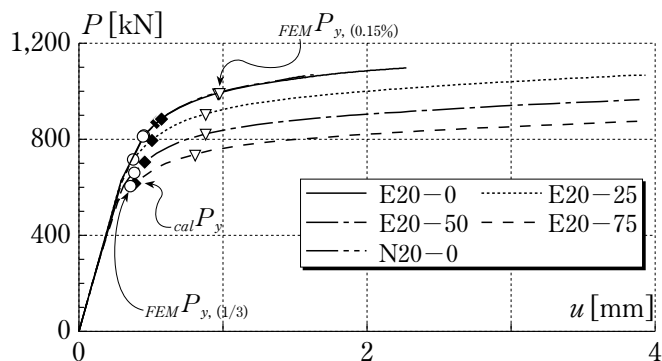 P [kN]
FEM P y, (0.15%)
1,200
800
400
0
cal P y
FEM P y, (1/3)
E20−0
E20−25
E20−50
E20−75
N20−0
u [mm]
0
2
4